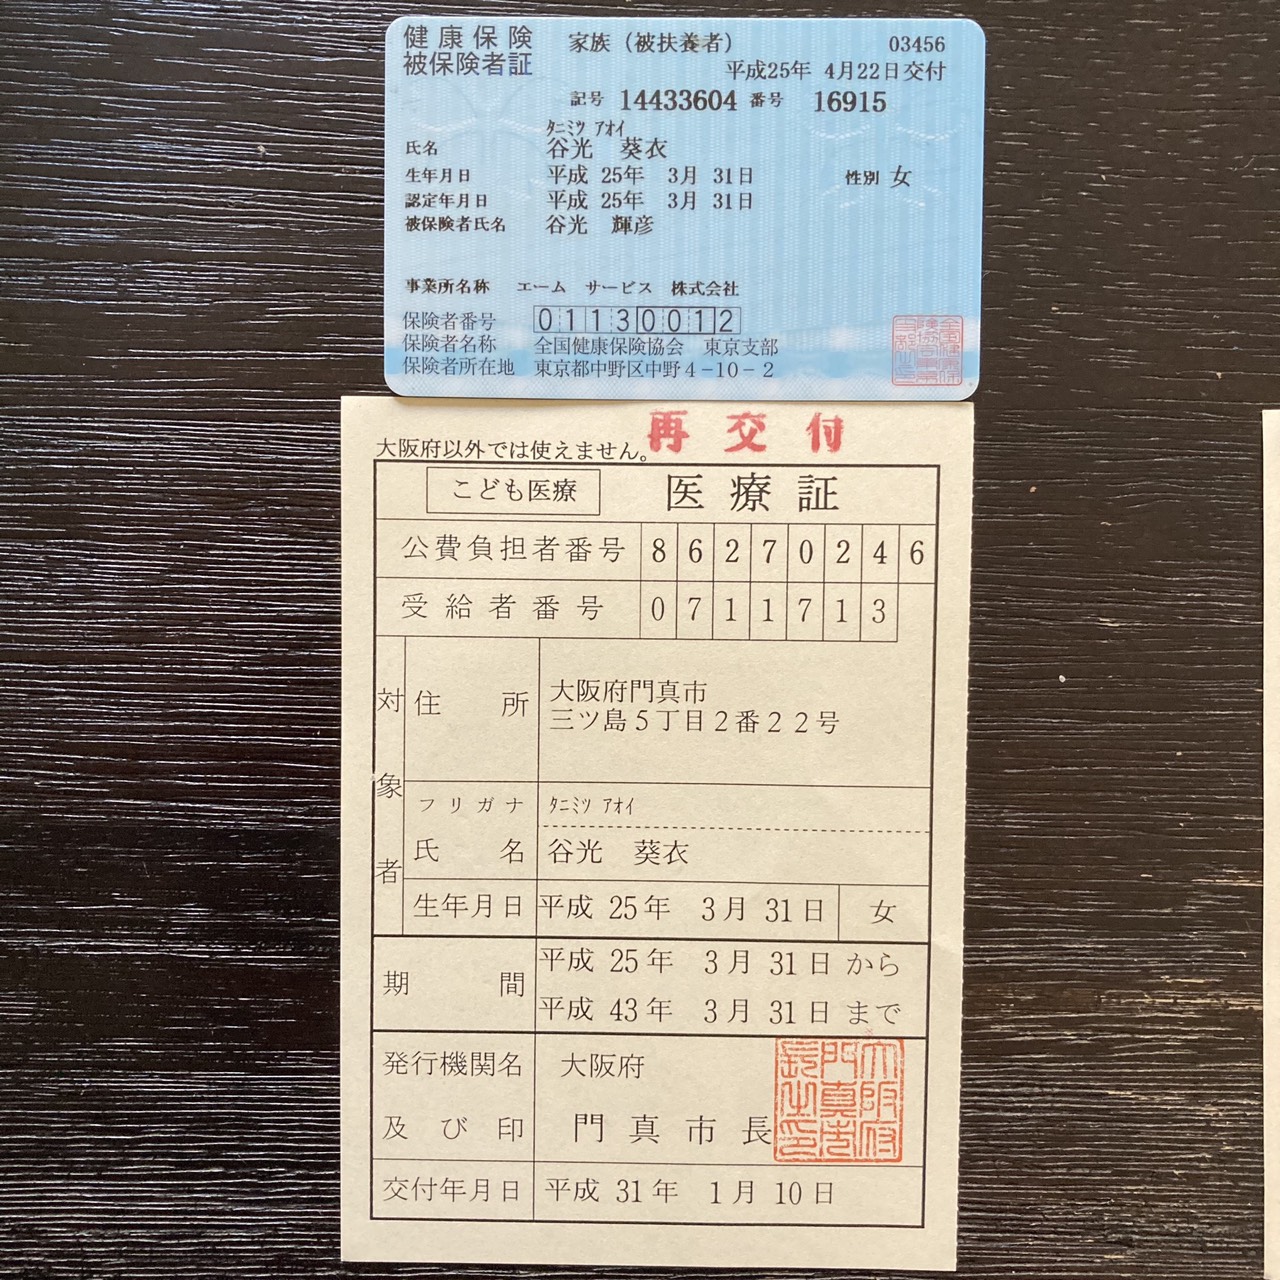 健康保険 家族（被扶養者） 03456
被保険者証 平成25年 4月22日交付
記号 14433604 番号 16915
ﾀﾆﾐﾂ ｱｵｲ
氏名 谷光 葵衣
生年月日 平成 25年 3月 31日 性別 女
認定年月日 平成 25年 3月 31日
被保険者氏名 谷光 輝彦
事業所名称 エーム サービス 株式会社
保険者番号 01130012
保険者名称 全国健康保険協会 東京支部
保険者所在地 東京都中野区中野４−１０−２
再交付
大阪府以外では使えません。
こども医療 医療証
公費負担者番号 86270246
受給者番号 0711713
対象者
住所 大阪府門真市
三ツ島５丁目２番２２号
フリガナ ﾀﾆﾐﾂ ｱｵｲ
氏名 谷光 葵衣
生年月日 平成 25年 3月 31日 女
期間 平成 25年 3月 31日 から
平成 43年 3月 31日 まで
発行機関名 大阪府
及び印 門真市長
大阪府門真市長之印
交付年月日 平成 31年 1月 10日